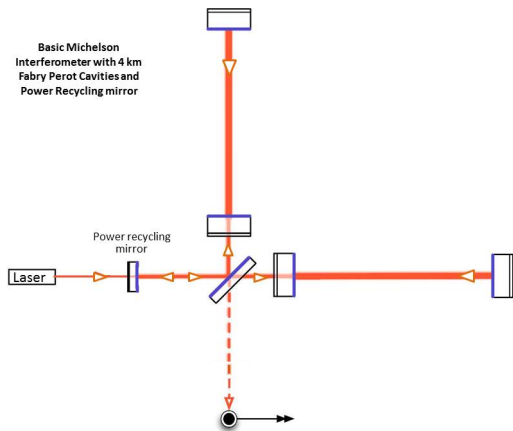 Basic Michelson
Interferometer with 4 km
Fabry Perot Cavities and
Power Recycling mirror
Power recycling
mirror
Laser